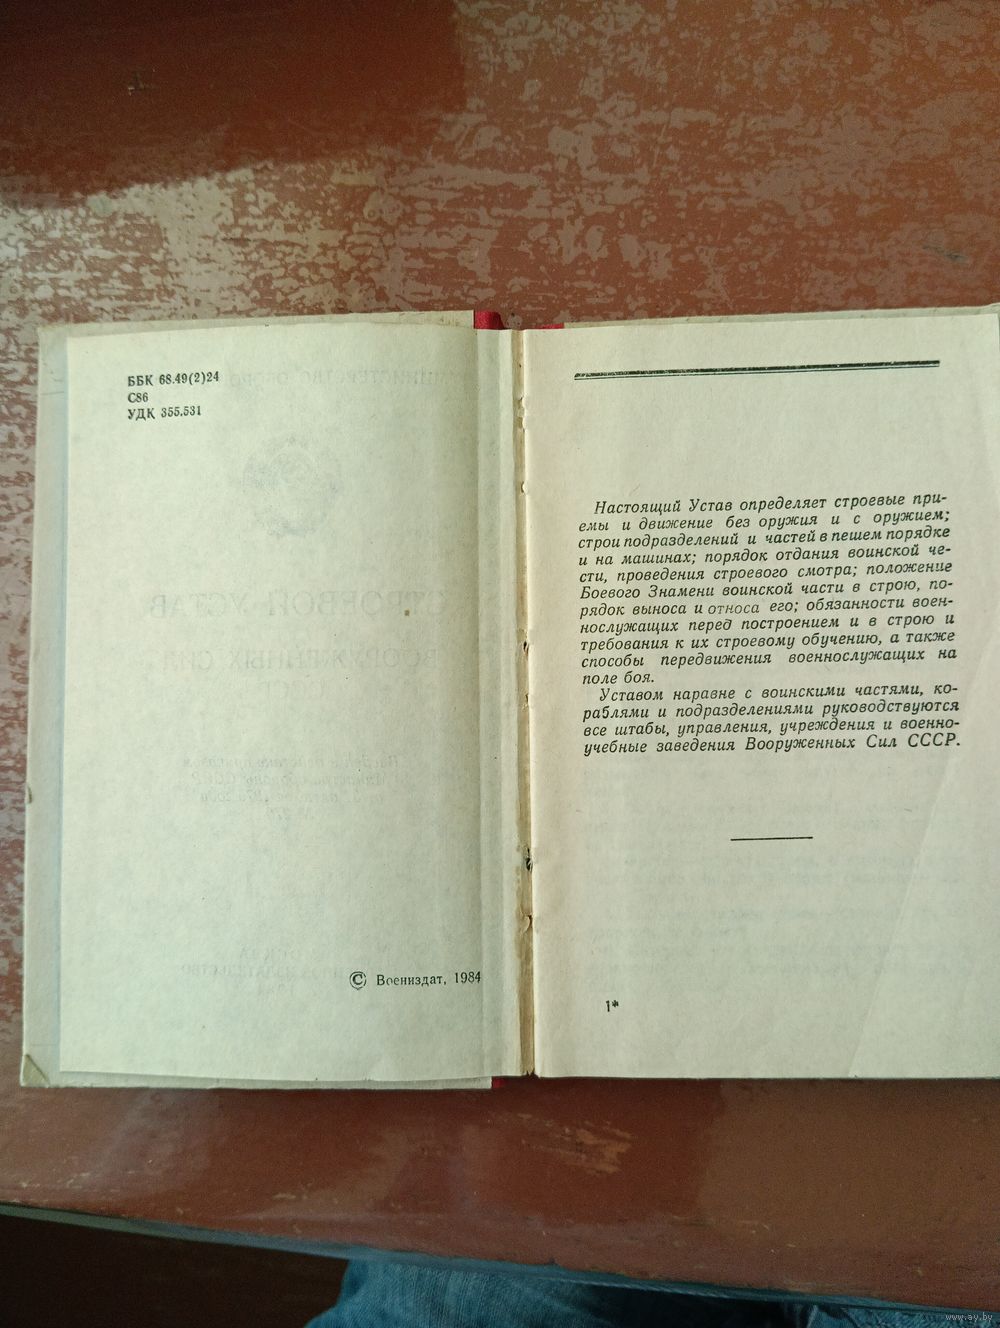 ББК 68.49(2)24
С86
УДК 355.531
© Воениздат, 1984
Настоящий Устав определяет строевые при-
емы и движение без оружия и с оружием;
строи подразделений и частей в пешем порядке
и на машинах; порядок отдания воинской че-
сти, проведения строевого смотра; положение
Боевого Знамени воинской части в строю, по-
рядок выноса и относа его; обязанности воен-
нослужащих перед построением и в строю и
требования к их строевому обучению, а также
способы передвижения военнослужащих на
поле боя.
Уставом наравне с воинскими частями, ко-
раблями и подразделениями руководствуются
все штабы, управления, учреждения и военно-
учебные заведения Вооруженных Сил СССР.
1*
www.ay.by